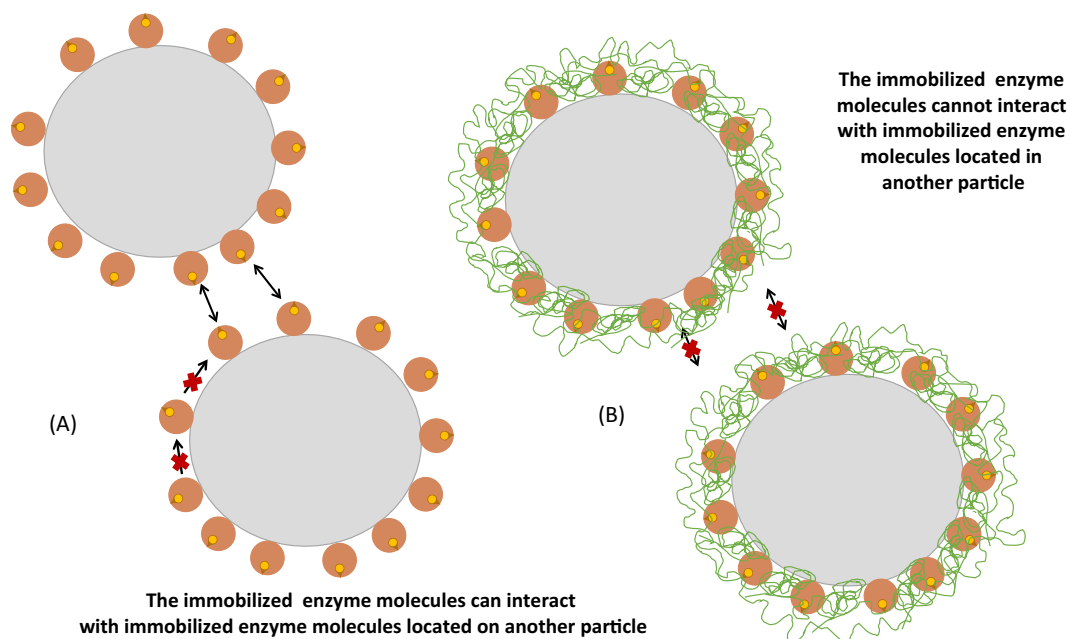 The immobilized enzyme
molecules cannot interact
with immobilized enzyme
molecules located in
another particle
(A)
(B)
The immobilized enzyme molecules can interact
with immobilized enzyme molecules located on another particle